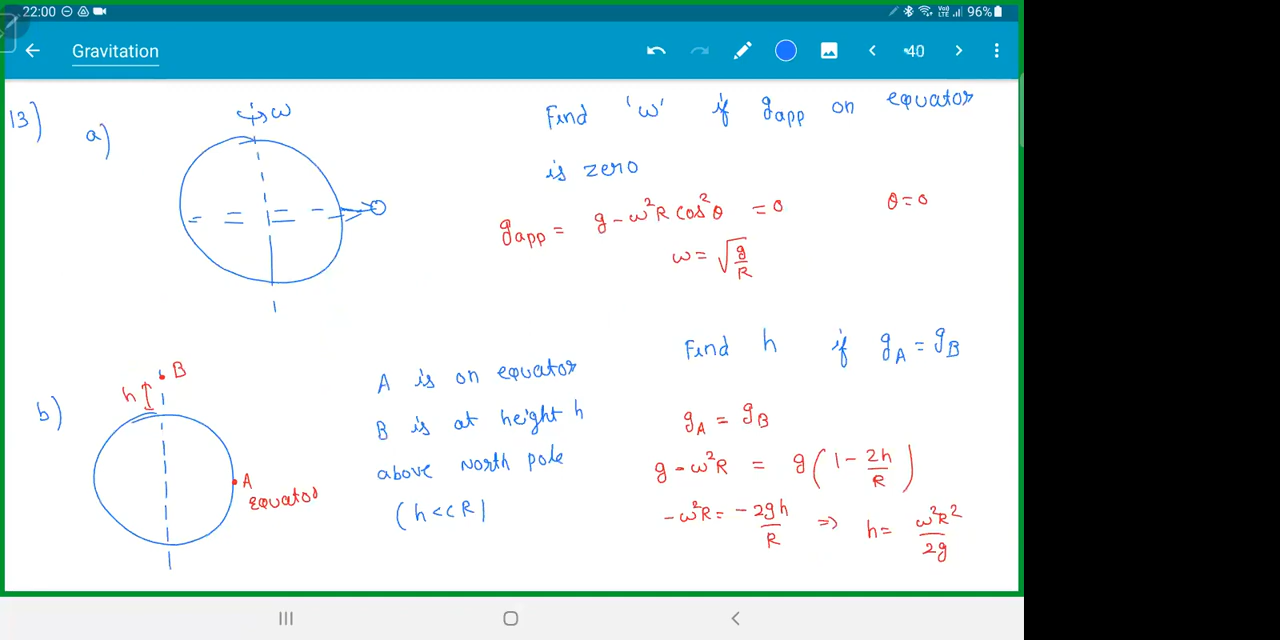 22:00 96%
Gravitation 40
13) a) ω
Find 'ω' if gapp on equator
is zero
gapp = g - ω²R cos²θ = 0 θ = 0
ω = √(g/R)
b) h B
A equator
A is on equator
B is at height h
above North pole
(h << R)
Find h if gA = gB
gA = gB
g - ω²R = g(1 - 2h/R)
-ω²R = -2gh/R ⇒ h = ω²R²/2g